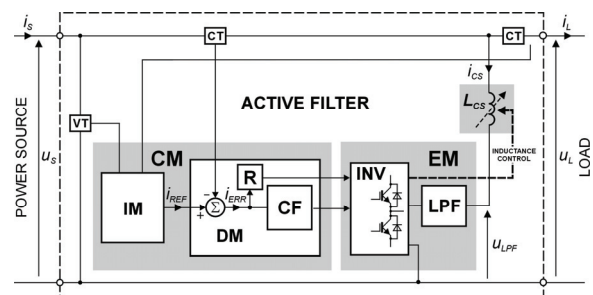 i_S
CT
CT
i_L
i_CS
L_CS
ACTIVE FILTER
INDUCTANCE
CONTROL
POWER SOURCE
u_S
VT
CM
EM
u_L
LOAD
IM
i_REF
−
+
Σ
i_ERR
R
CF
DM
INV
LPF
u_LPF